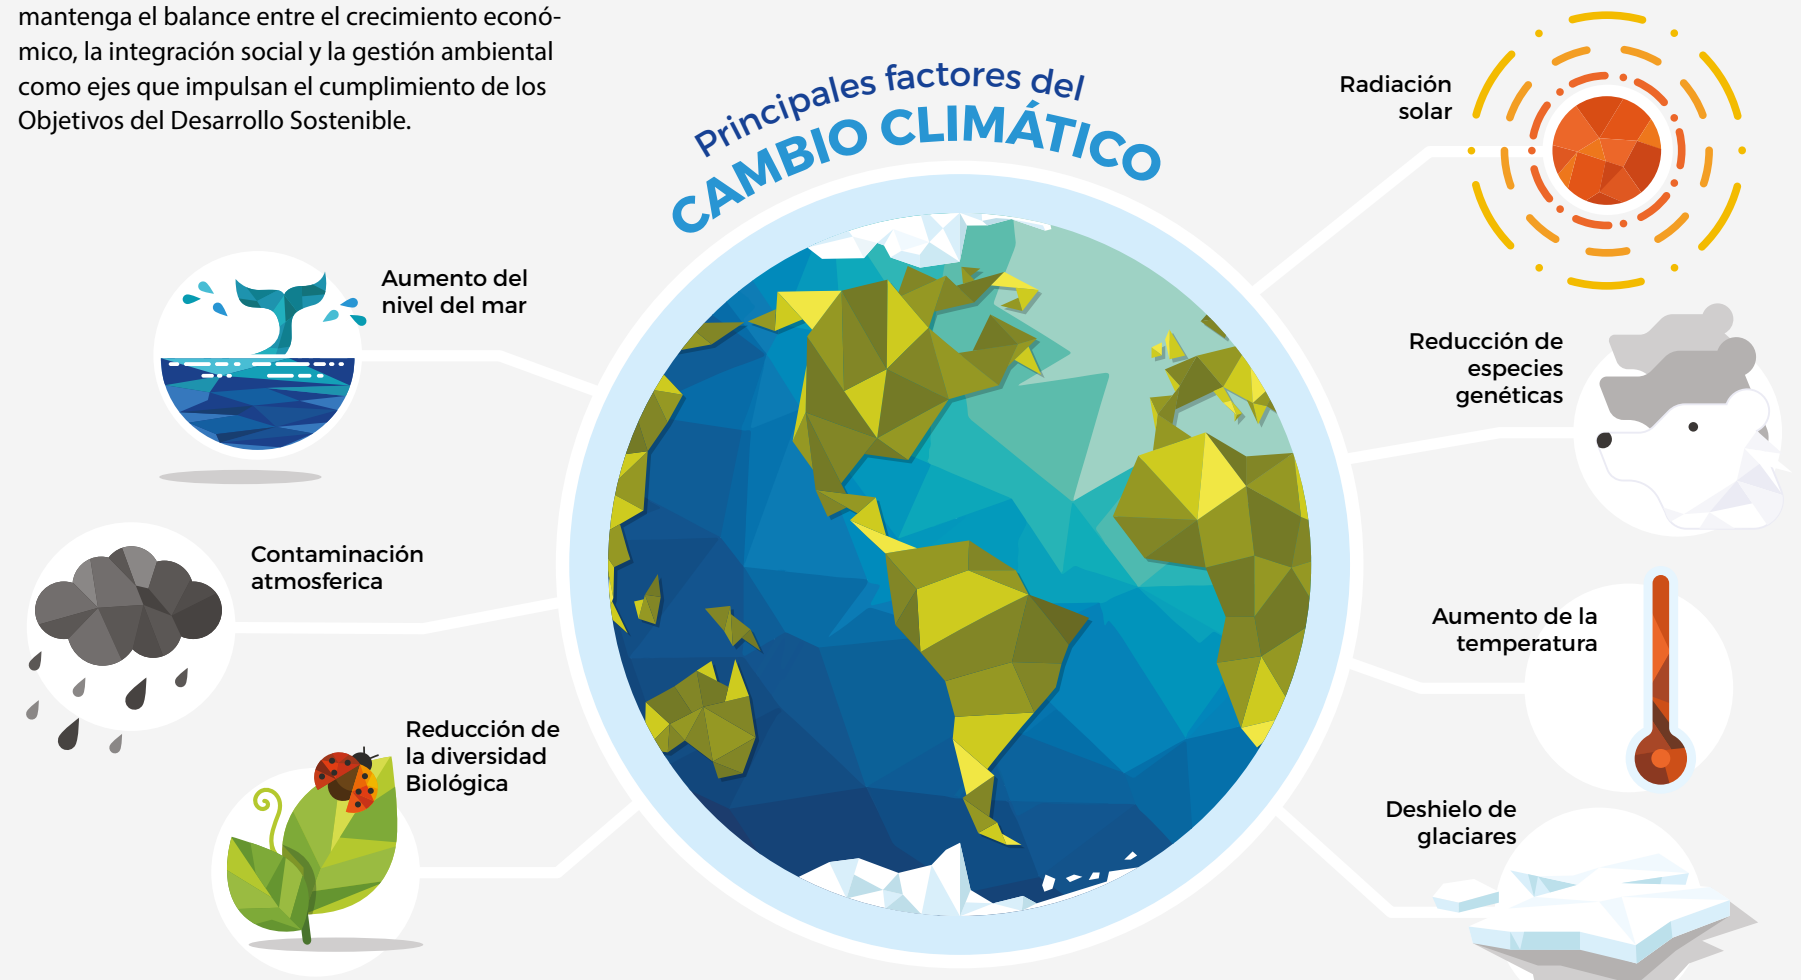 mantenga el balance entre el crecimiento econó-
mico, la integración social y la gestión ambiental
como ejes que impulsan el cumplimiento de los
Objetivos del Desarrollo Sostenible.
Principales factores del
CAMBIO CLIMÁTICO
Aumento del
nivel del mar
Contaminación
atmosferica
Reducción de
la diversidad
Biológica
Radiación
solar
Reducción de
especies
genéticas
Aumento de la
temperatura
Deshielo de
glaciares